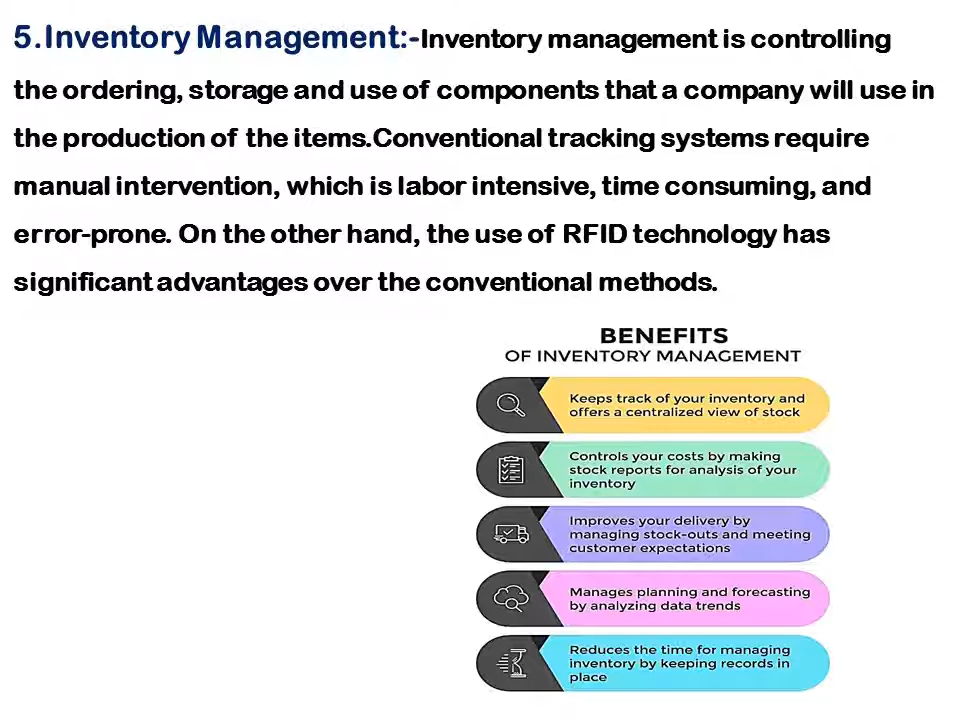 5.Inventory Management:-Inventory management is controlling
the ordering, storage and use of components that a company will use in
the production of the items.Conventional tracking systems require
manual intervention, which is labor intensive, time consuming, and
error-prone. On the other hand, the use of RFID technology has
significant advantages over the conventional methods.
BENEFITS
OF INVENTORY MANAGEMENT
Keeps track of your inventory and
offers a centralized view of stock
Controls your costs by making
stock reports for analysis of your
inventory
Improves your delivery by
managing stock-outs and meeting
customer expectations
Manages planning and forecasting
by analyzing data trends
Reduces the time for managing
inventory by keeping records in
place